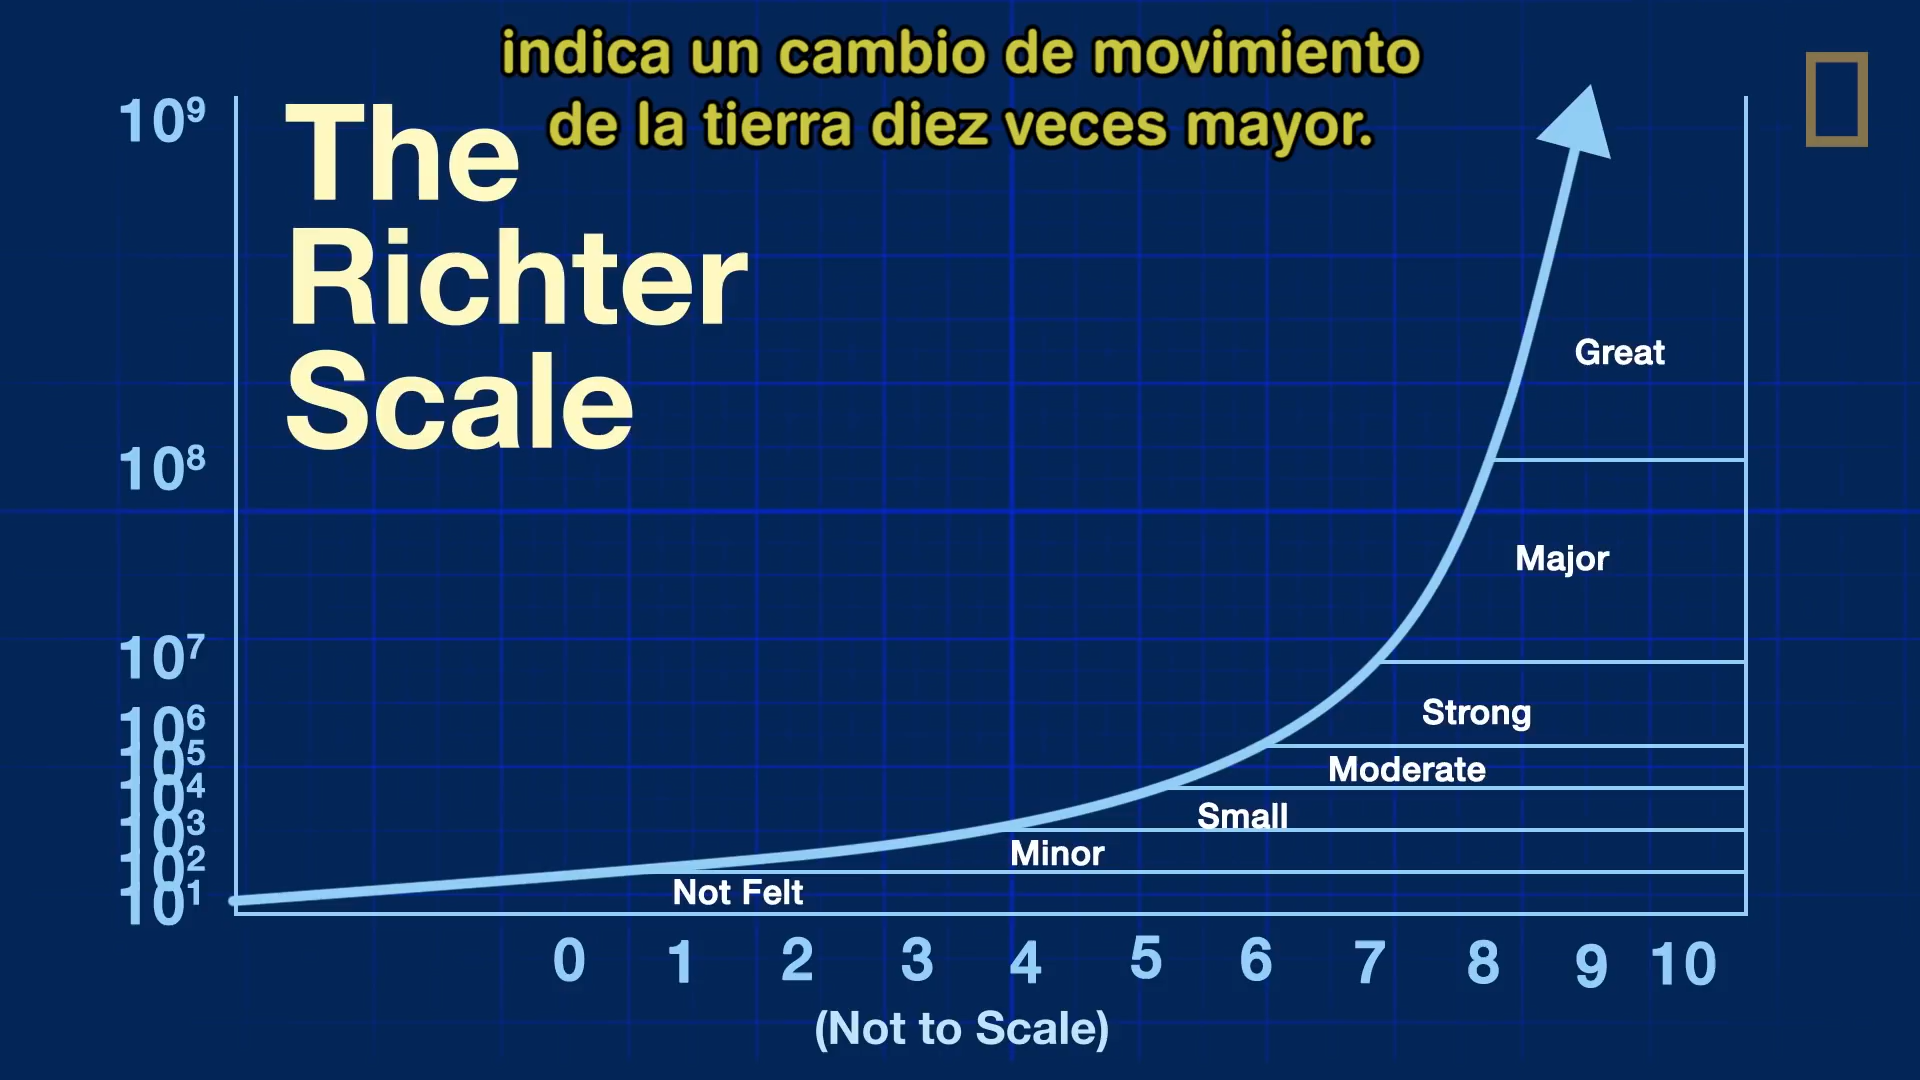 indica un cambio de movimiento
de la tierra diez veces mayor.
The
Richter
Scale
10⁹
10⁸
10⁷
10⁶
10⁵
10⁴
10³
10²
10¹
Great
Major
Strong
Moderate
Small
Minor
Not Felt
0 1 2 3 4 5 6 7 8 9 10
(Not to Scale)